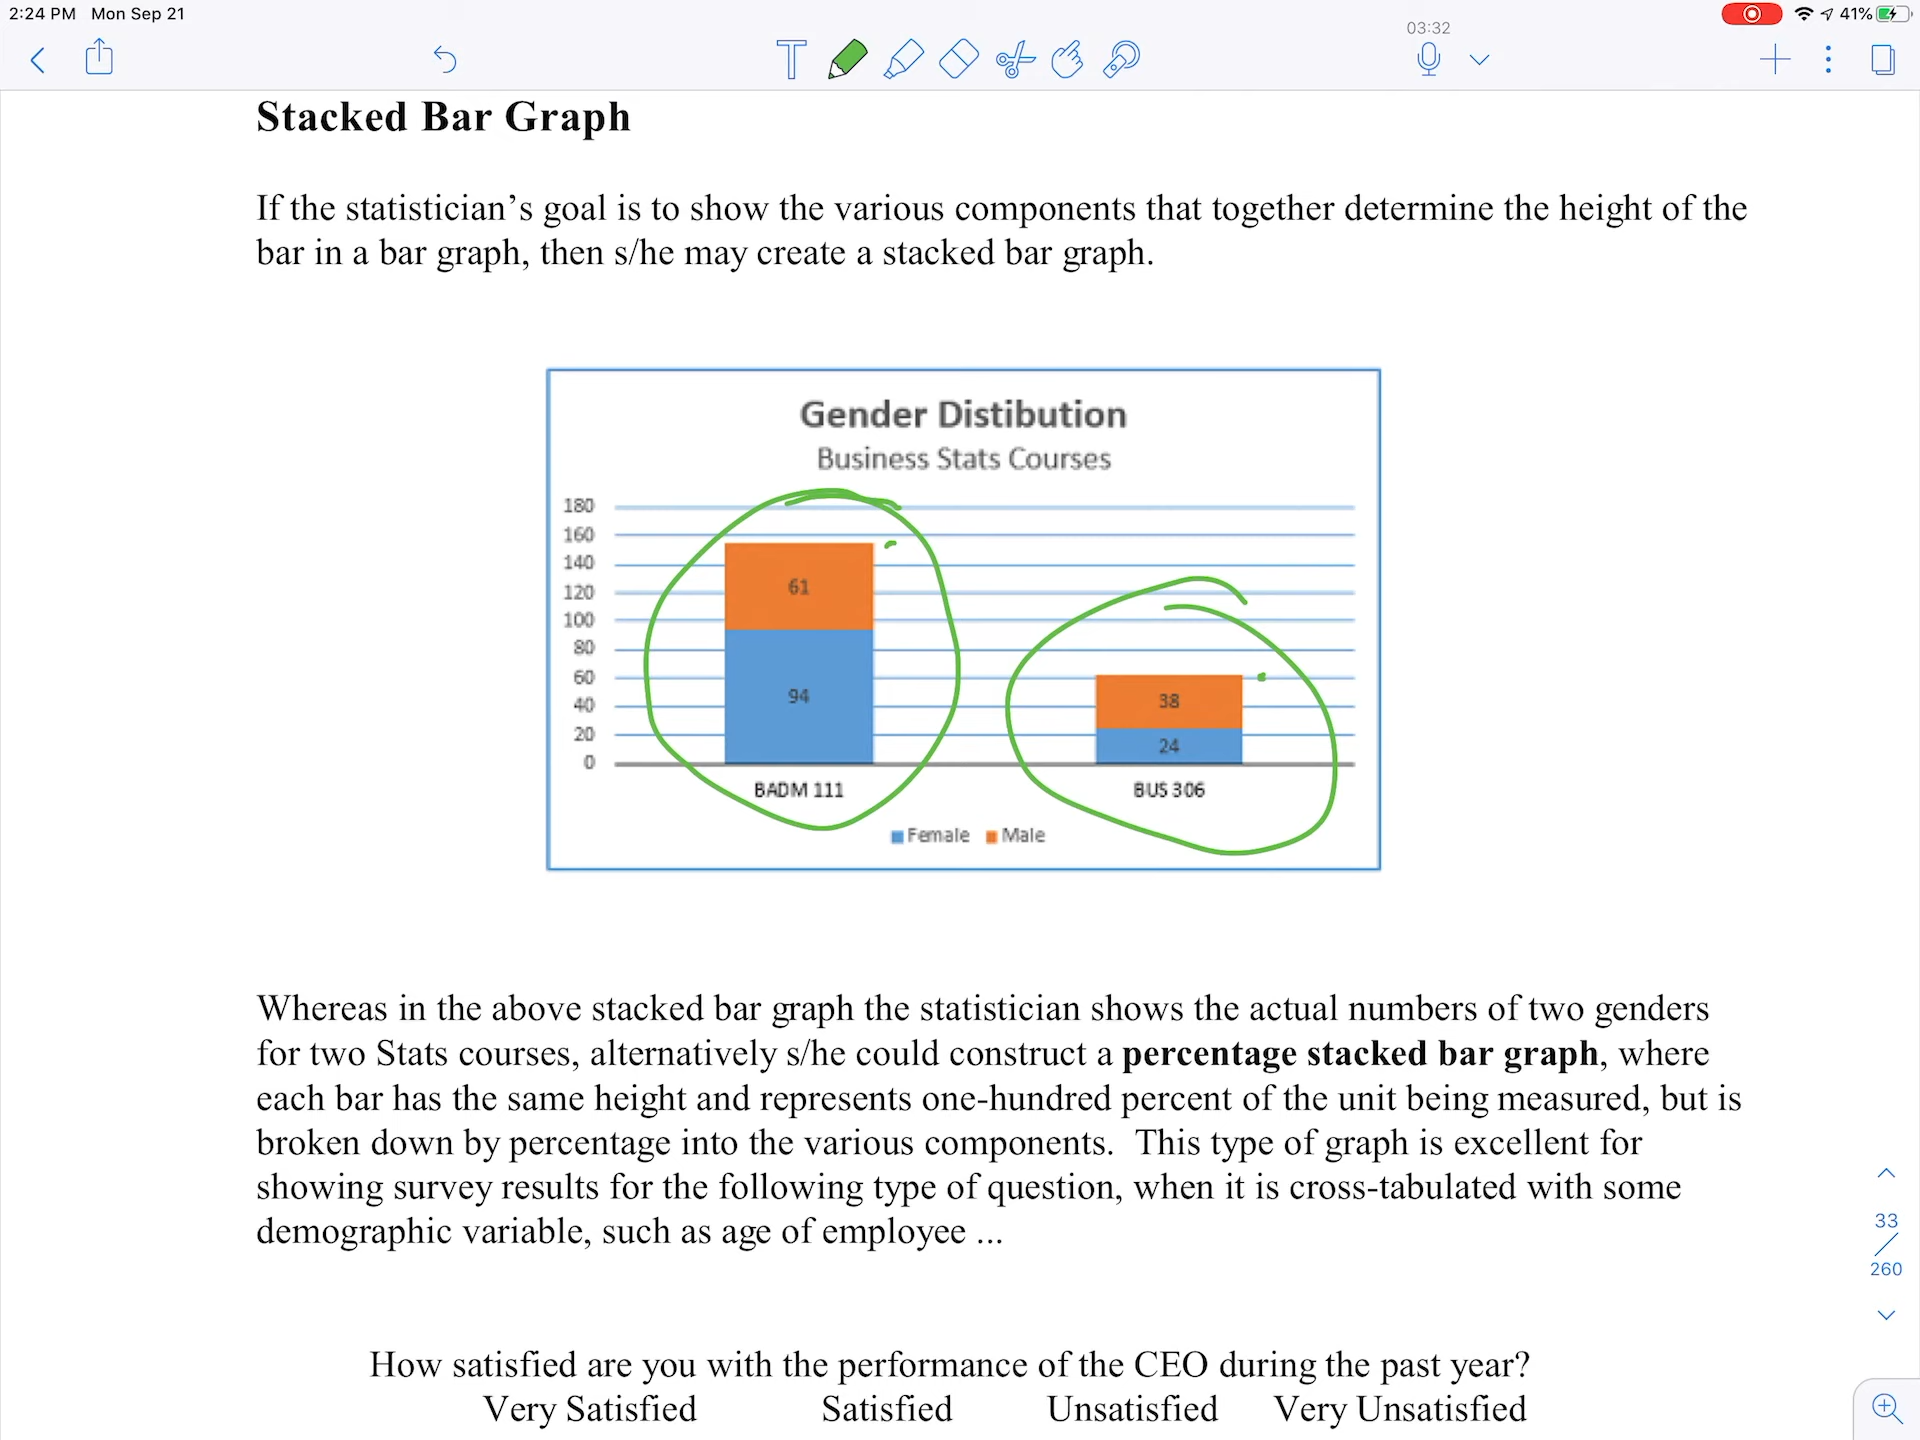 2:24 PM Mon Sep 21
41%
03:32
Stacked Bar Graph
If the statistician’s goal is to show the various components that together determine the height of the
bar in a bar graph, then s/he may create a stacked bar graph.
Gender Distibution
Business Stats Courses
180
160
140
120
100
80
60
40
20
0
61
94
38
24
BADM 111
BUS 306
Female Male
Whereas in the above stacked bar graph the statistician shows the actual numbers of two genders
for two Stats courses, alternatively s/he could construct a percentage stacked bar graph, where
each bar has the same height and represents one-hundred percent of the unit being measured, but is
broken down by percentage into the various components. This type of graph is excellent for
showing survey results for the following type of question, when it is cross-tabulated with some
demographic variable, such as age of employee ...
33
/
260
How satisfied are you with the performance of the CEO during the past year?
Very Satisfied Satisfied Unsatisfied Very Unsatisfied